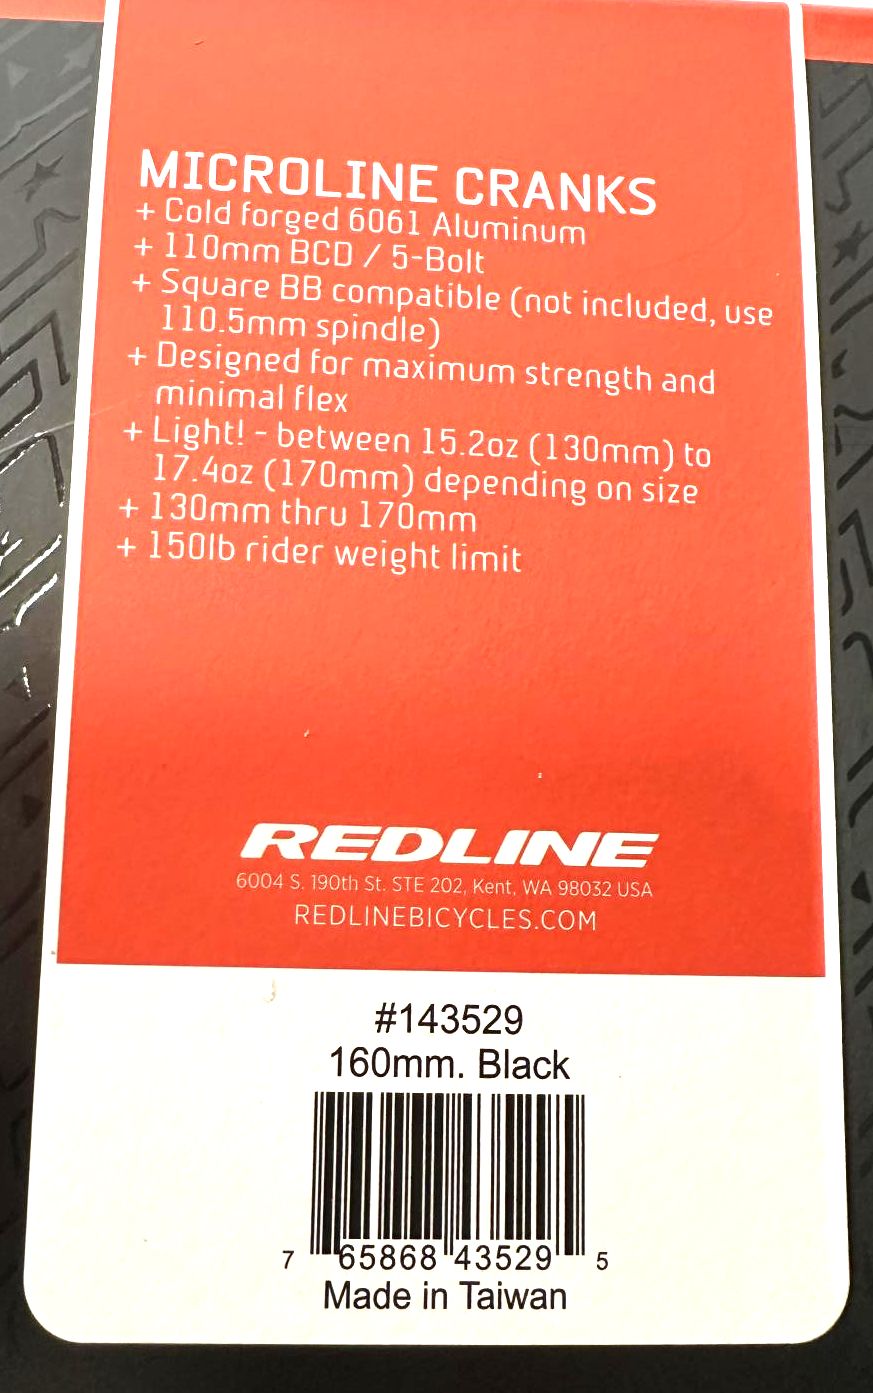 MICROLINE CRANKS
+ Cold forged 6061 Aluminum
+ 110mm BCD / 5-Bolt
+ Square BB compatible (not included, use
110.5mm spindle)
+ Designed for maximum strength and
minimal flex
+ Light! - between 15.2oz (130mm) to
17.4oz (170mm) depending on size
+ 130mm thru 170mm
+ 150lb rider weight limit
REDLINE
6004 S. 190th St. STE 202, Kent, WA 98032 USA
REDLINEBICYCLES.COM
#143529
160mm. Black
7 65868 43529 5
Made in Taiwan